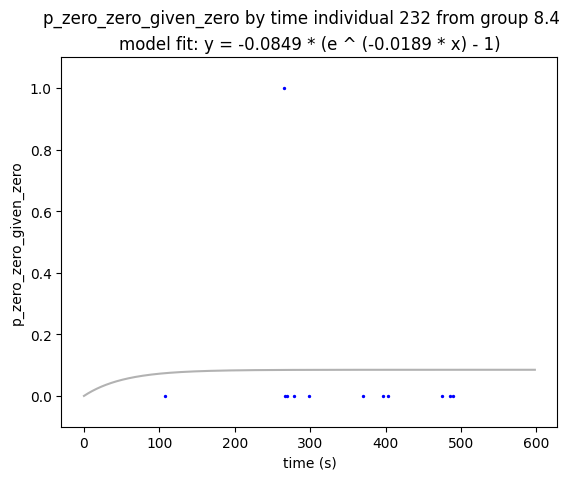 p_zero_zero_given_zero by time individual 232 from group 8.4
model fit: y = -0.0849 * (e ^ (-0.0189 * x) - 1)
1.0
0.8
0.6
0.4
0.2
0.0
p_zero_zero_given_zero
0 100 200 300 400 500 600
time (s)